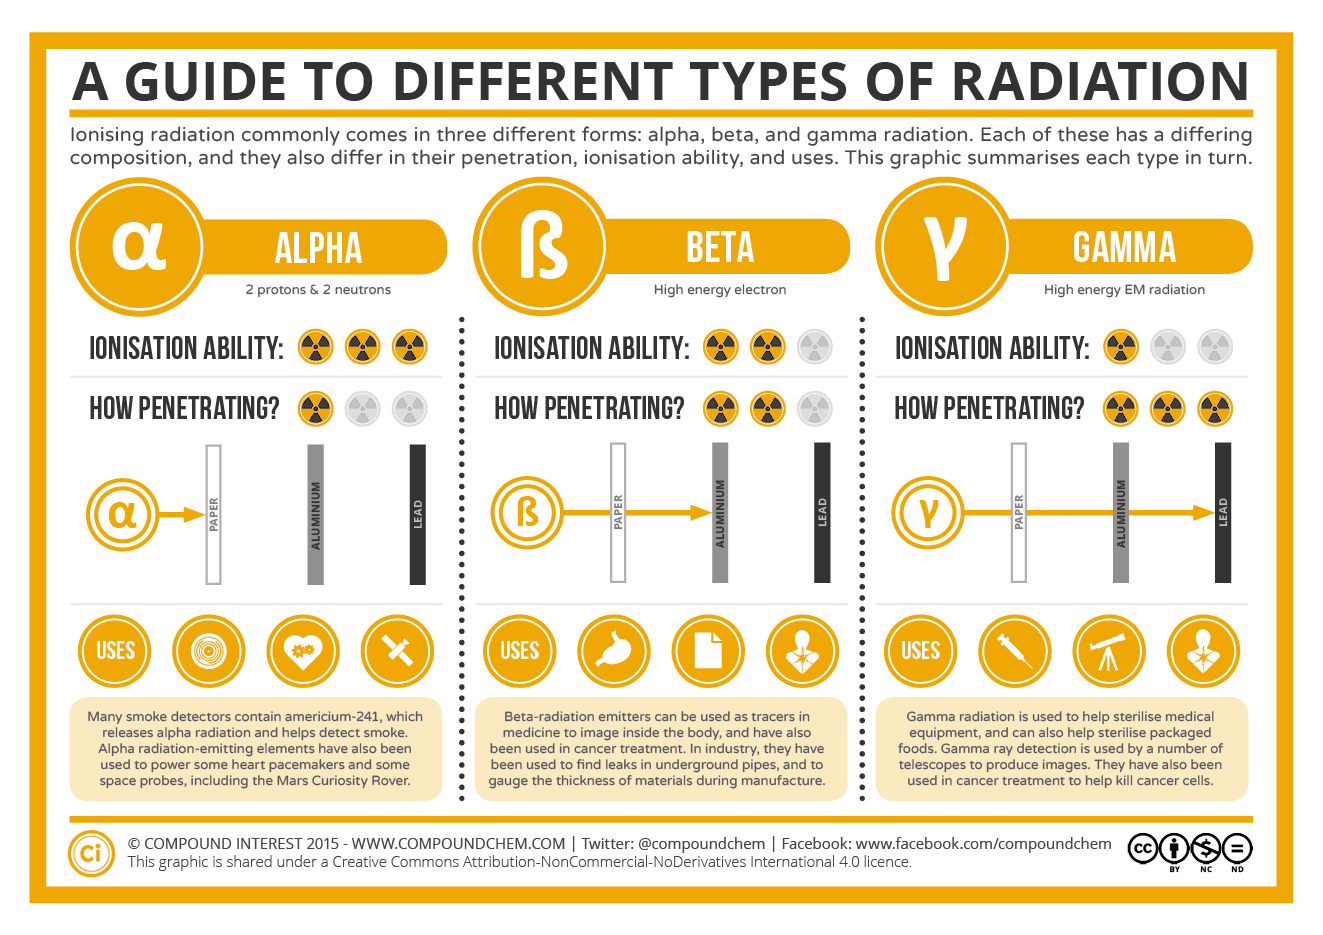 A GUIDE TO DIFFERENT TYPES OF RADIATION
Ionising radiation commonly comes in three different forms: alpha, beta, and gamma radiation. Each of these has a differing
composition, and they also differ in their penetration, ionisation ability, and uses. This graphic summarises each type in turn.
α
ALPHA
2 protons & 2 neutrons
IONISATION ABILITY:
HOW PENETRATING?
α
PAPER
ALUMINIUM
LEAD
USES
Many smoke detectors contain americium-241, which
releases alpha radiation and helps detect smoke.
Alpha radiation-emitting elements have also been
used to power some heart pacemakers and some
space probes, including the Mars Curiosity Rover.
ß
BETA
High energy electron
IONISATION ABILITY:
HOW PENETRATING?
ß
PAPER
ALUMINIUM
LEAD
USES
Beta-radiation emitters can be used as tracers in
medicine to image inside the body, and have also
been used in cancer treatment. In industry, they have
been used to find leaks in underground pipes, and to
gauge the thickness of materials during manufacture.
γ
GAMMA
High energy EM radiation
IONISATION ABILITY:
HOW PENETRATING?
γ
PAPER
ALUMINIUM
LEAD
USES
Gamma radiation is used to help sterilise medical
equipment, and can also help sterilise packaged
foods. Gamma ray detection is used by a number of
telescopes to produce images. They have also been
used in cancer treatment to help kill cancer cells.
Ci
© COMPOUND INTEREST 2015 - WWW.COMPOUNDCHEM.COM | Twitter: @compoundchem | Facebook: www.facebook.com/compoundchem
This graphic is shared under a Creative Commons Attribution-NonCommercial-NoDerivatives International 4.0 licence.
cc
BY NC ND